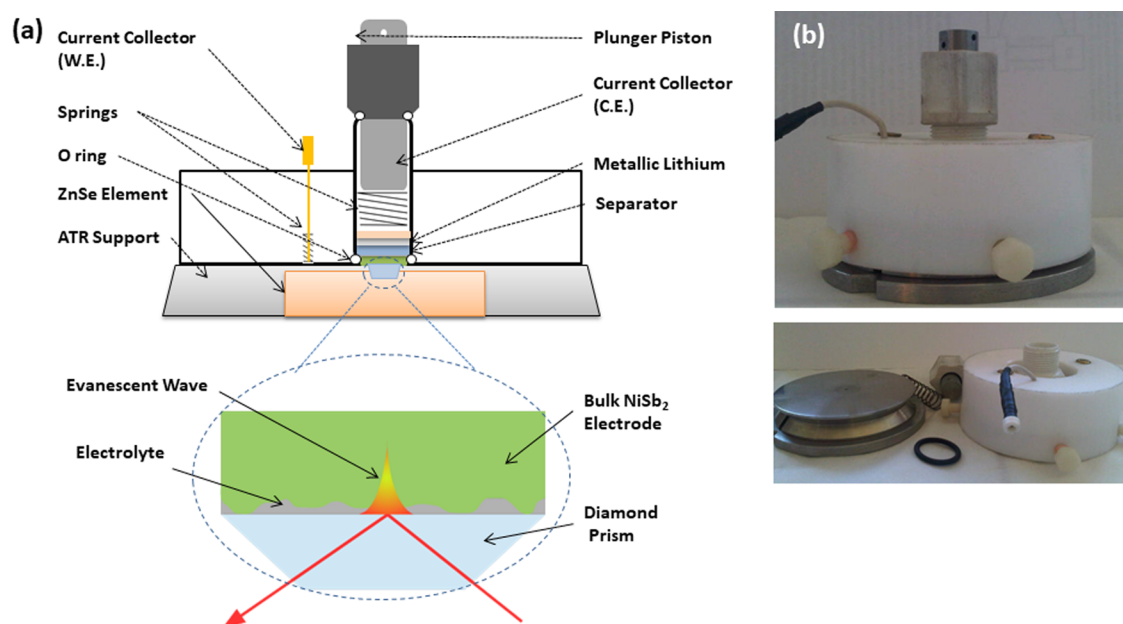 (a)
Current Collector
(W.E.)
Springs
O ring
ZnSe Element
ATR Support
Plunger Piston
Current Collector
(C.E.)
Metallic Lithium
Separator
Evanescent Wave
Electrolyte
Bulk NiSb₂
Electrode
Diamond
Prism
(b)